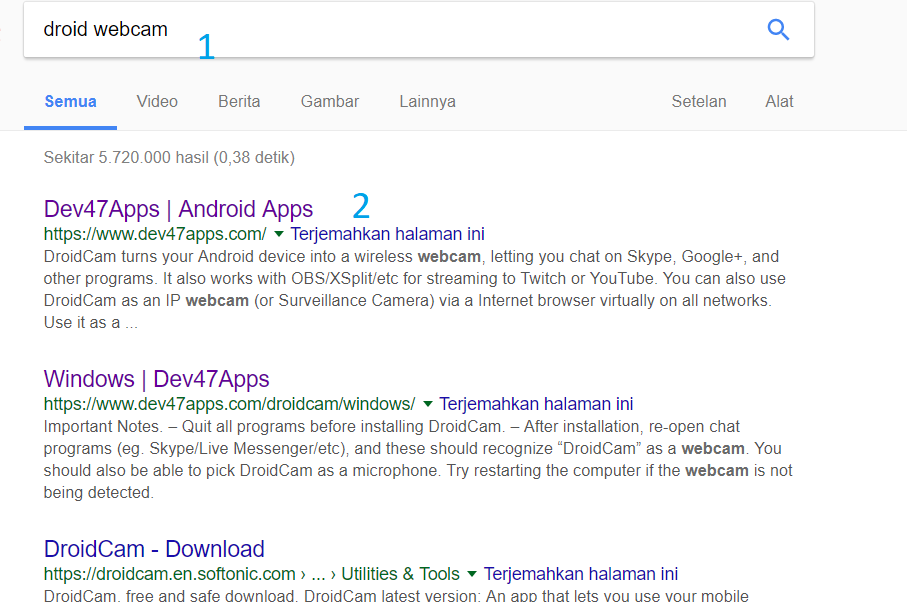 droid webcam
1
Semua Video Berita Gambar Lainnya Setelan Alat
Sekitar 5.720.000 hasil (0,38 detik)
Dev47Apps | Android Apps 2
https://www.dev47apps.com/ ▼ Terjemahkan halaman ini
DroidCam turns your Android device into a wireless webcam, letting you chat on Skype, Google+, and
other programs. It also works with OBS/XSplit/etc for streaming to Twitch or YouTube. You can also use
DroidCam as an IP webcam (or Surveillance Camera) via a Internet browser virtually on all networks.
Use it as a ...
Windows | Dev47Apps
https://www.dev47apps.com/droidcam/windows/ ▼ Terjemahkan halaman ini
Important Notes. – Quit all programs before installing DroidCam. – After installation, re-open chat
programs (eg. Skype/Live Messenger/etc), and these should recognize “DroidCam” as a webcam. You
should also be able to pick DroidCam as a microphone. Try restarting the computer if the webcam is not
being detected.
DroidCam - Download
https://droidcam.en.softonic.com › ... › Utilities & Tools ▼ Terjemahkan halaman ini
DroidCam, free and safe download. DroidCam latest version: An app that lets you use your mobile